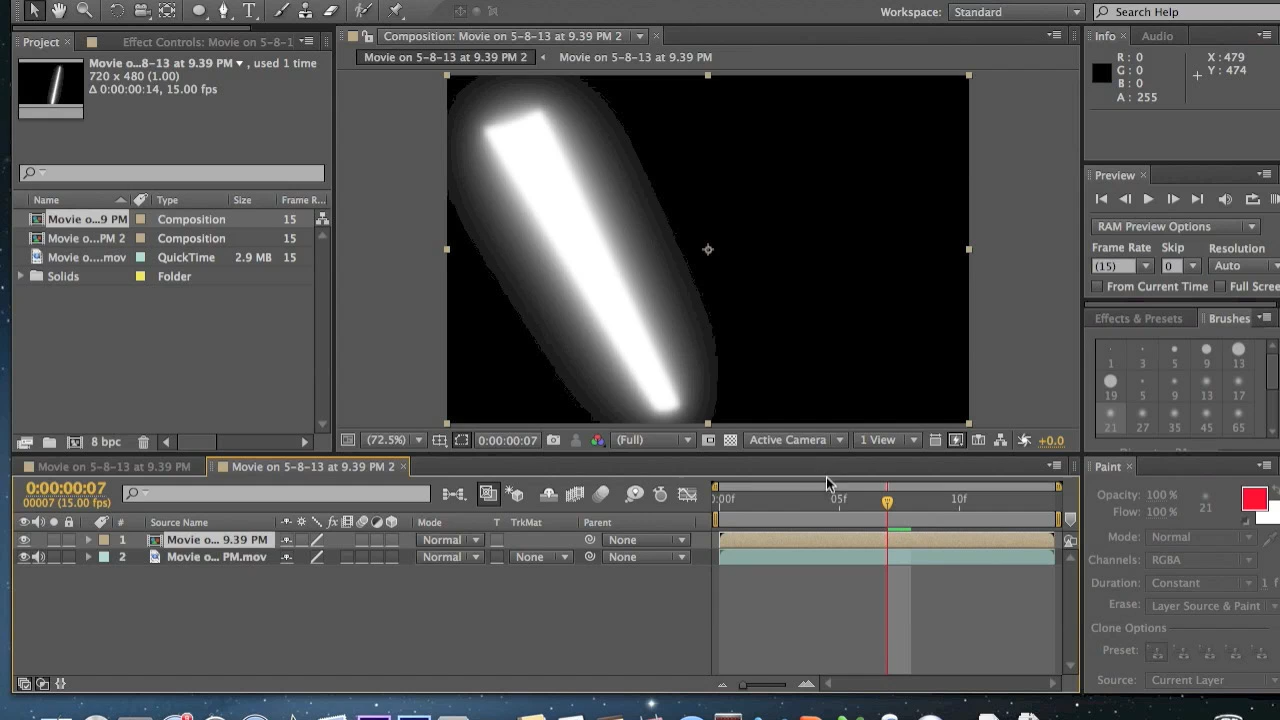 Workspace: Standard
Search Help
Project ×
Effect Controls: Movie on 5-8-1
Movie o...8-13 at 9.39 PM▼, used 1 time
720 x 480 (1.00)
Δ 0:00:00:14, 15.00 fps
Name Type Size Frame R...
Movie o...9 PM Composition 15
Movie o...PM 2 Composition 15
Movie o....mov QuickTime 2.9 MB 15
Solids Folder
8 bpc
Composition: Movie on 5-8-13 at 9.39 PM 2
Movie on 5-8-13 at 9.39 PM 2 Movie on 5-8-13 at 9.39 PM
(72.5%) 0:00:00:07 (Full) Active Camera 1 View +0.0
Info × Audio
R : 0 X : 479
G : 0 Y : 474
B : 0
A : 255
Preview ×
RAM Preview Options
Frame Rate Skip Resolution
(15) 0 Auto
From Current Time Full Scree
Effects & Presets Brushes
1 3 5 9 13
19 5 9 13 17
21 27 35 45 65
Movie on 5-8-13 at 9.39 PM Movie on 5-8-13 at 9.39 PM 2 ×
0:00:00:07
00007 (15.00 fps)
:00f 05f 10f
# Source Name fx Mode T TrkMat Parent
1 Movie o... 9.39 PM Normal None
2 Movie o... PM.mov Normal None None
Paint ×
Opacity: 100 %
Flow: 100 % 21
Mode: Normal
Channels: RGBA
Duration: Constant 1 f
Erase: Layer Source & Paint
Clone Options
Preset:
Source: Current Layer